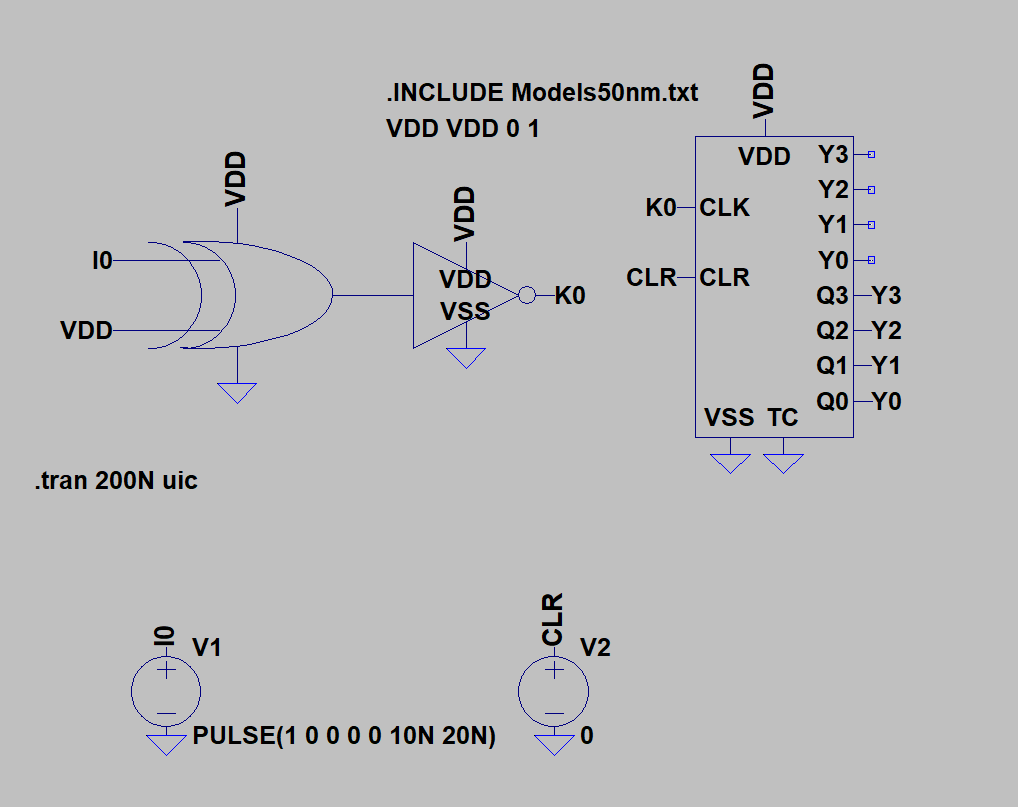 .INCLUDE Models50nm.txt
VDD VDD 0 1
VDD
I0
VDD
VDD
VDD
VSS
K0
VDD
VDD
K0
CLK
CLR
CLR
Y3
Y2
Y1
Y0
Q3
Y3
Q2
Y2
Q1
Y1
Q0
Y0
VSS TC
.tran 200N uic
I0
V1
PULSE(1 0 0 0 0 10N 20N)
CLR
V2
0